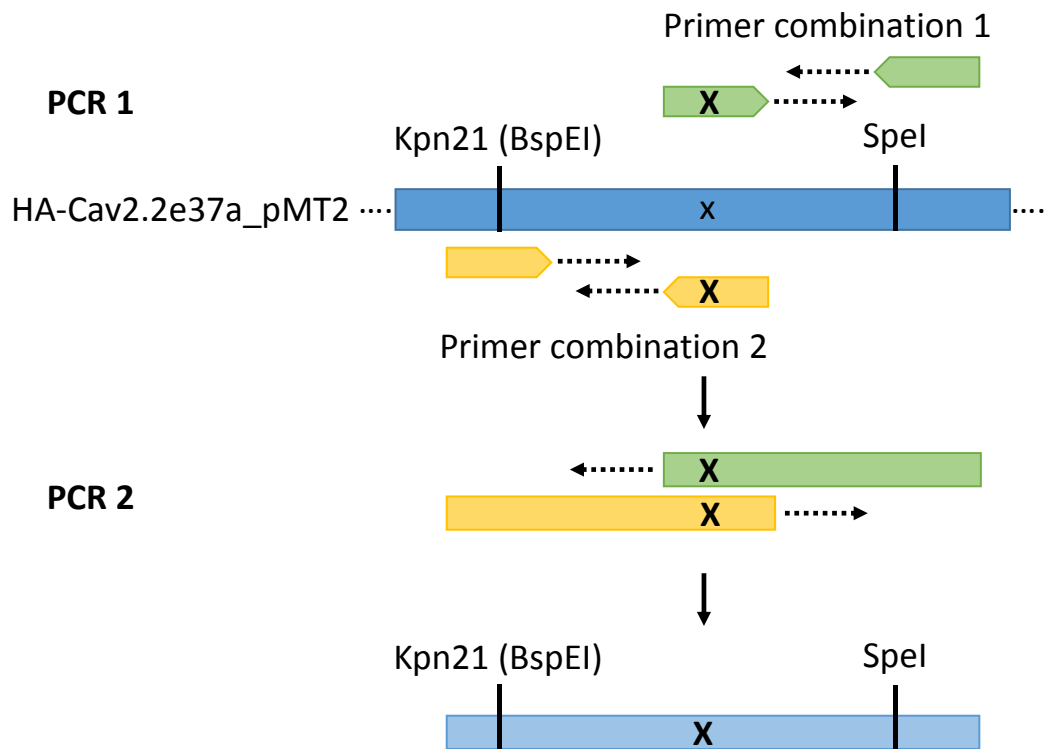 Primer combination 1
PCR 1
X
Kpn21 (BspEI)
SpeI
HA-Cav2.2e37a_pMT2 ....
x
....
X
Primer combination 2
X
PCR 2
X
Kpn21 (BspEI)
SpeI
X